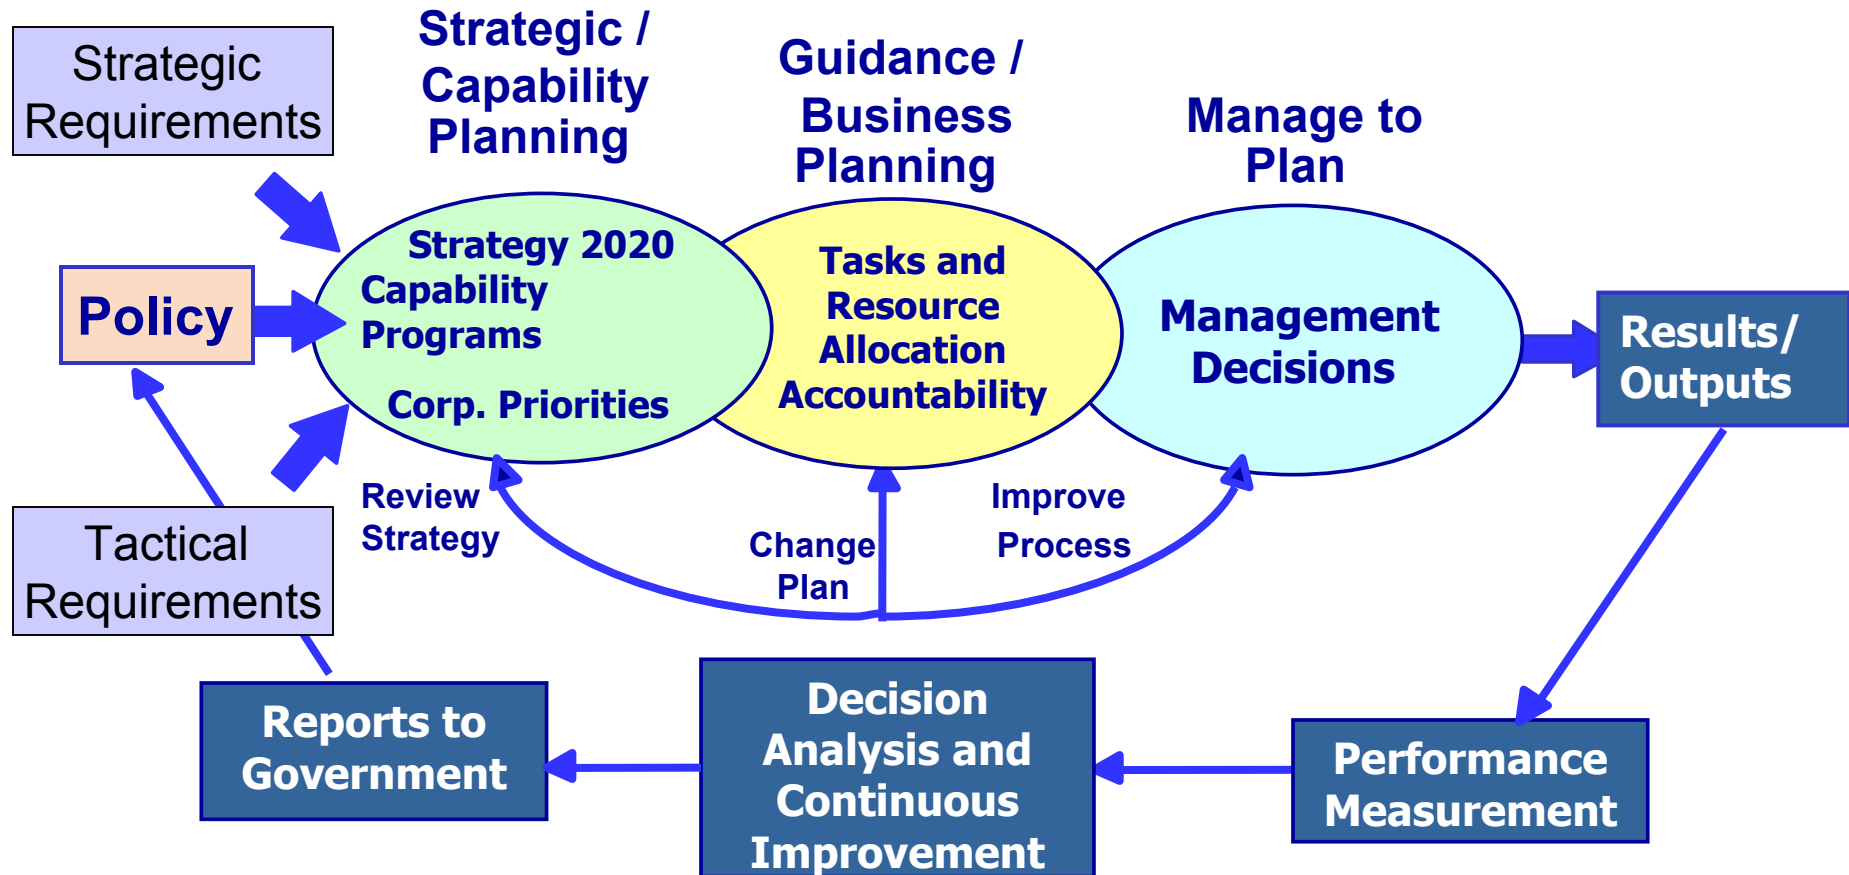 Strategic
Requirements
Strategic /
Capability
Planning
Guidance /
Business
Planning
Manage to
Plan
Policy
Strategy 2020
Capability
Programs
Corp. Priorities
Tasks and
Resource
Allocation
Accountability
Management
Decisions
Results/
Outputs
Review
Strategy
Change
Plan
Improve
Process
Tactical
Requirements
Reports to
Government
Decision
Analysis and
Continuous
Improvement
Performance
Measurement